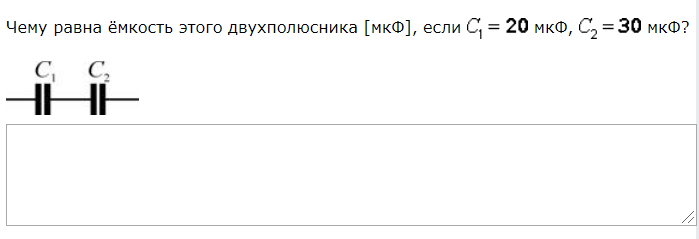 Чему равна ёмкость этого двухполюсника [мкФ], если C₁ = 20 мкФ, C₂ = 30 мкФ?
C₁ C₂